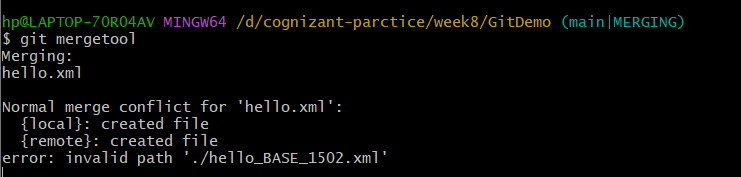 hp@LAPTOP-7OR04AV MINGW64 /d/cognizant-parctice/week8/GitDemo (main|MERGING)
$ git mergetool
Merging:
hello.xml
Normal merge conflict for 'hello.xml':
  {local}: created file
  {remote}: created file
error: invalid path './hello_BASE_1502.xml'